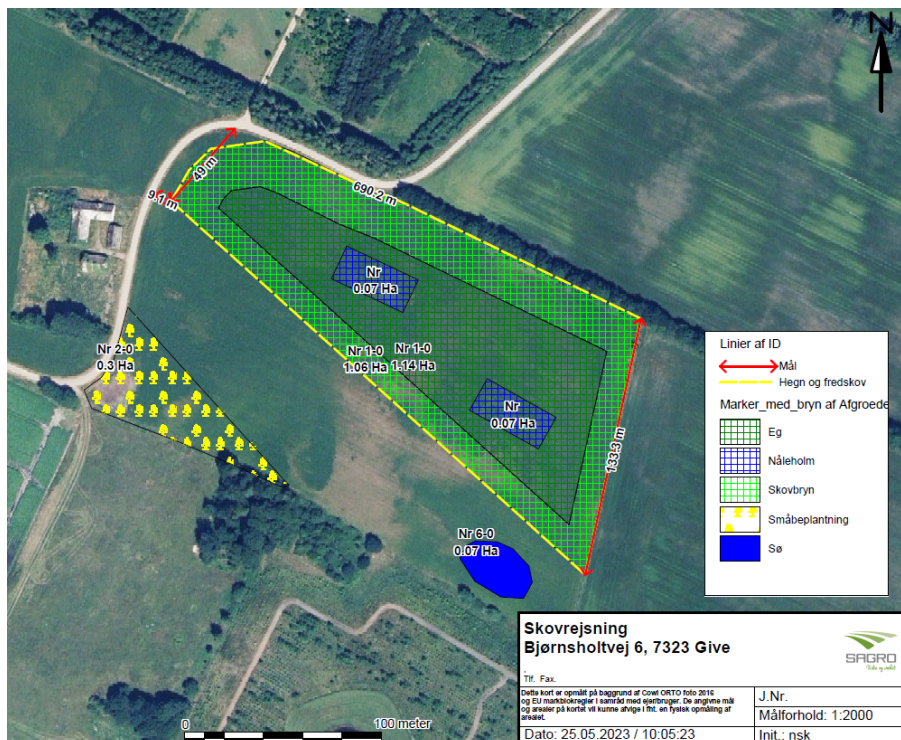 N
49 m
9.1 m
690.2 m
Nr
0.07 Ha
Nr 2-0
0.3 Ha
Nr 1-0
1.06 Ha
Nr 1-0
1.14 Ha
Nr
0.07 Ha
133.3 m
Nr 6-0
0.07 Ha
Linier af ID
Mål
Hegn og fredskov
Marker_med_bryn af Afgroede
Eg
Nåleholm
Skovbryn
Småbeplantning
Sø
0 100 meter
Skovrejsning
Bjørnsholtvej 6, 7323 Give
SAGRO
.
Tlf. Fax.
Dette kort er opmålt på baggrund af Cowi ORTO foto 2016
og EU markblokregler i samråd med ejer/bruger. De angivne mål
og arealer på kortet vil kunne afvige i fht. en fysisk opmåling af
arealet.
J.Nr.
Målforhold: 1:2000
Dato: 25.05.2023 / 10:05:23
Init.: nsk